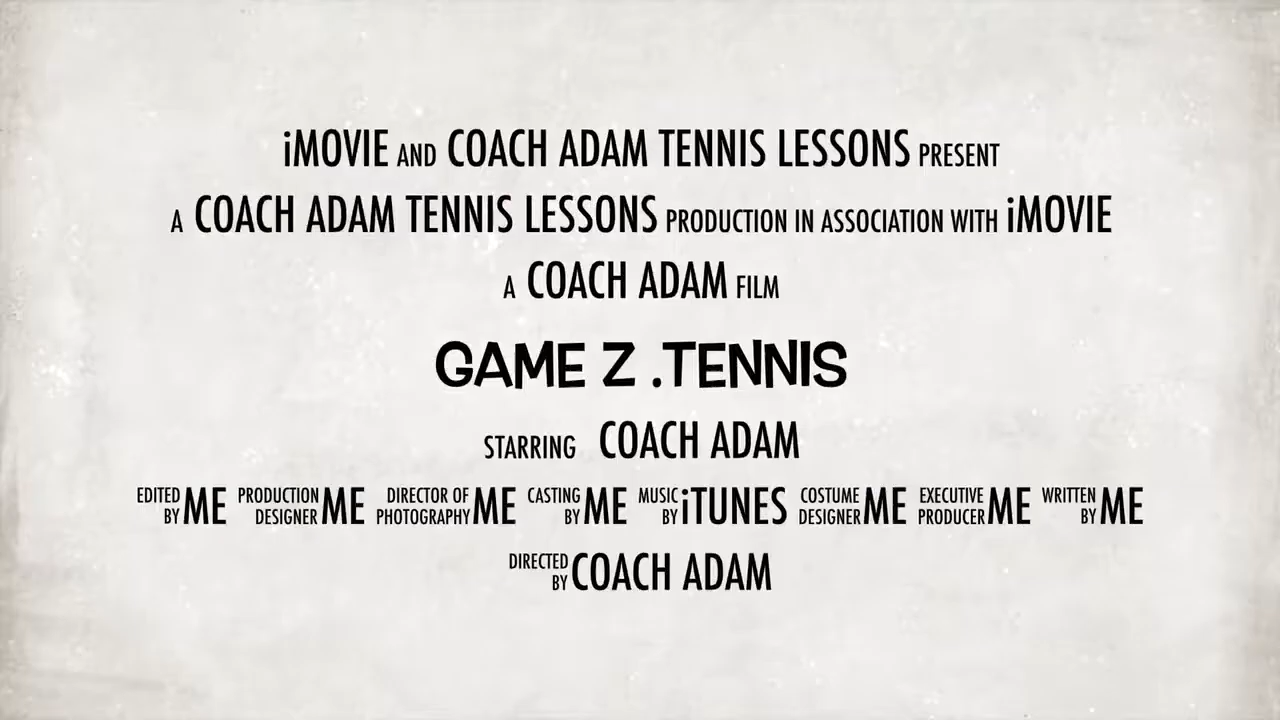 iMOVIE AND COACH ADAM TENNIS LESSONS PRESENT
A COACH ADAM TENNIS LESSONS PRODUCTION IN ASSOCIATION WITH iMOVIE
A COACH ADAM FILM
GAME Z .TENNIS
STARRING COACH ADAM
EDITED BY ME PRODUCTION DESIGNER ME DIRECTOR OF PHOTOGRAPHY ME CASTING BY ME MUSIC BY iTUNES COSTUME DESIGNER ME EXECUTIVE PRODUCER ME WRITTEN BY ME
DIRECTED BY COACH ADAM